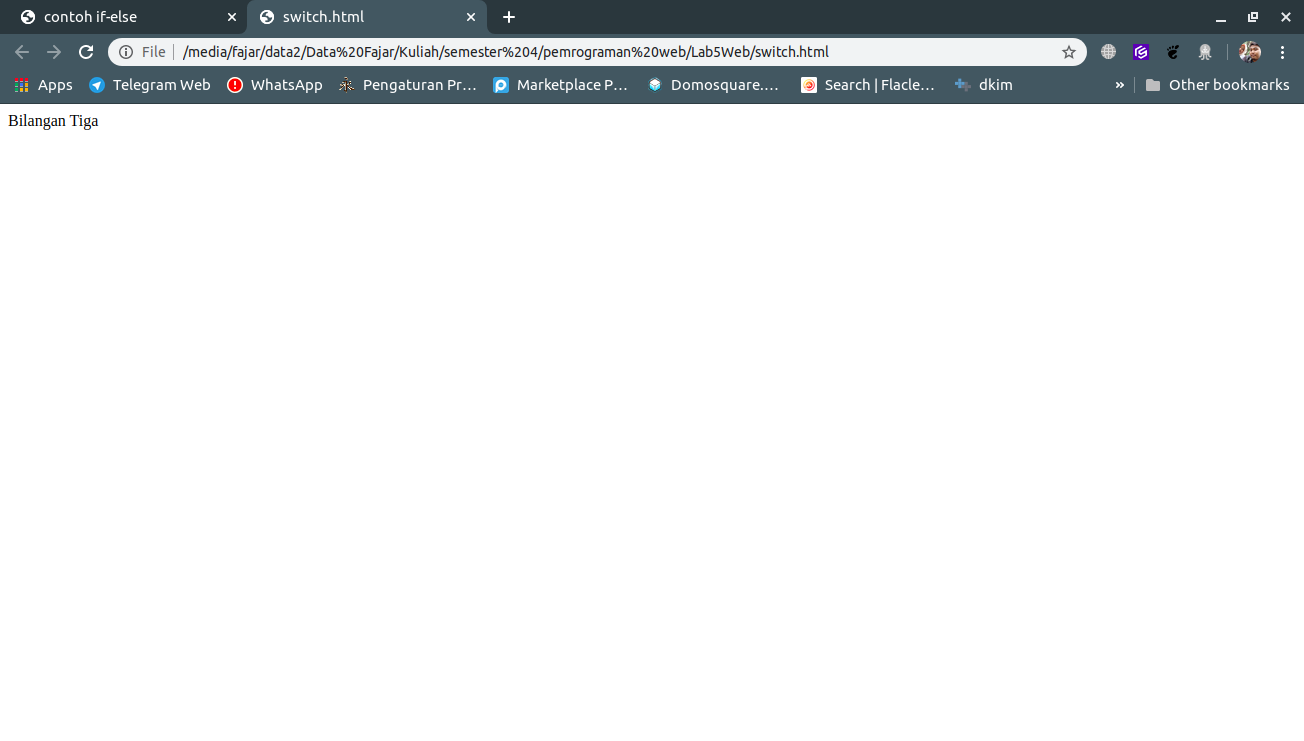 contoh if-else
switch.html
File /media/fajar/data2/Data%20Fajar/Kuliah/semester%204/pemrograman%20web/Lab5Web/switch.html
Apps Telegram Web WhatsApp Pengaturan Pr... Marketplace P... Domosquare.... Search | Flacle... dkim » Other bookmarks
Bilangan Tiga